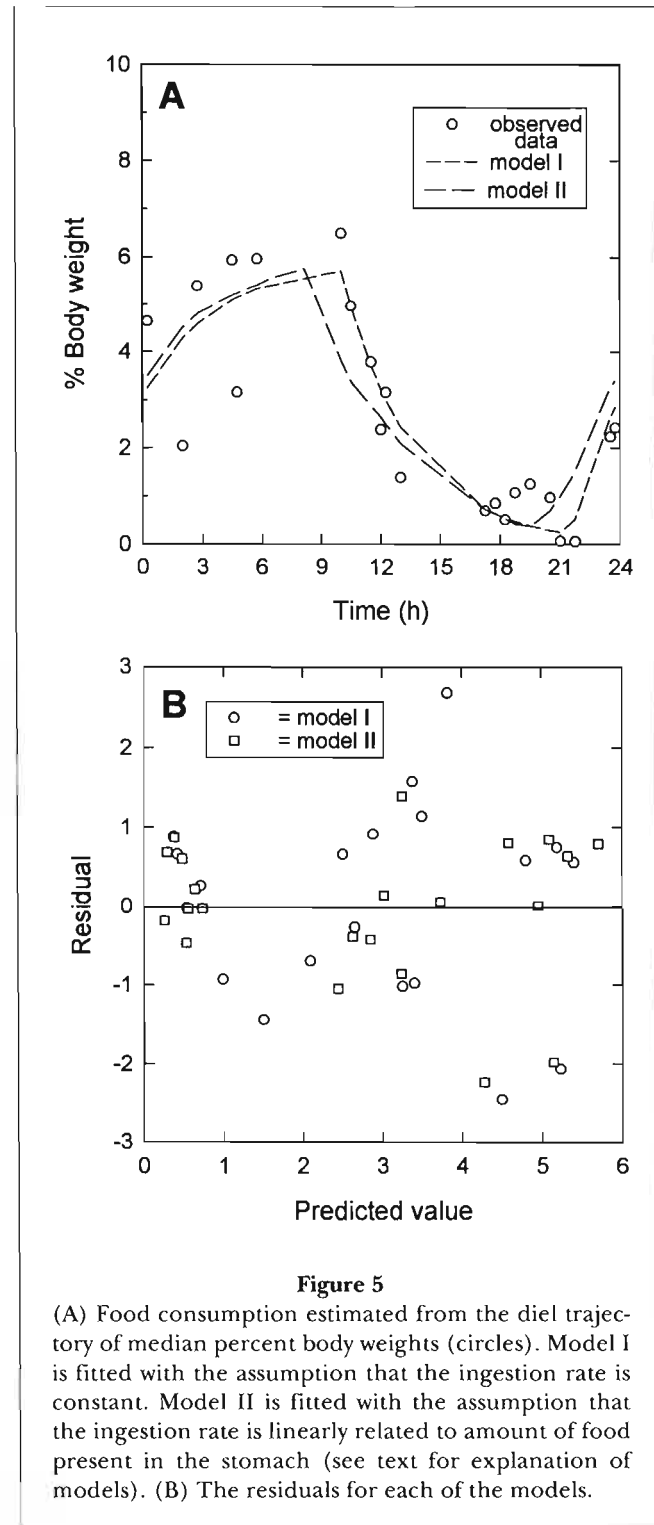 A
10
8
6
4
2
0
% Body weight
observed
data
model I
model II
0 3 6 9 12 15 18 21 24
Time (h)
B
3
2
1
0
-1
-2
-3
Residual
= model I
= model II
0 1 2 3 4 5 6
Predicted value
Figure 5
(A) Food consumption estimated from the diel trajec-
tory of median percent body weights (circles). Model I
is fitted with the assumption that the ingestion rate is
constant. Model II is fitted with the assumption that
the ingestion rate is linearly related to amount of food
present in the stomach (see text for explanation of
models). (B) The residuals for each of the models.